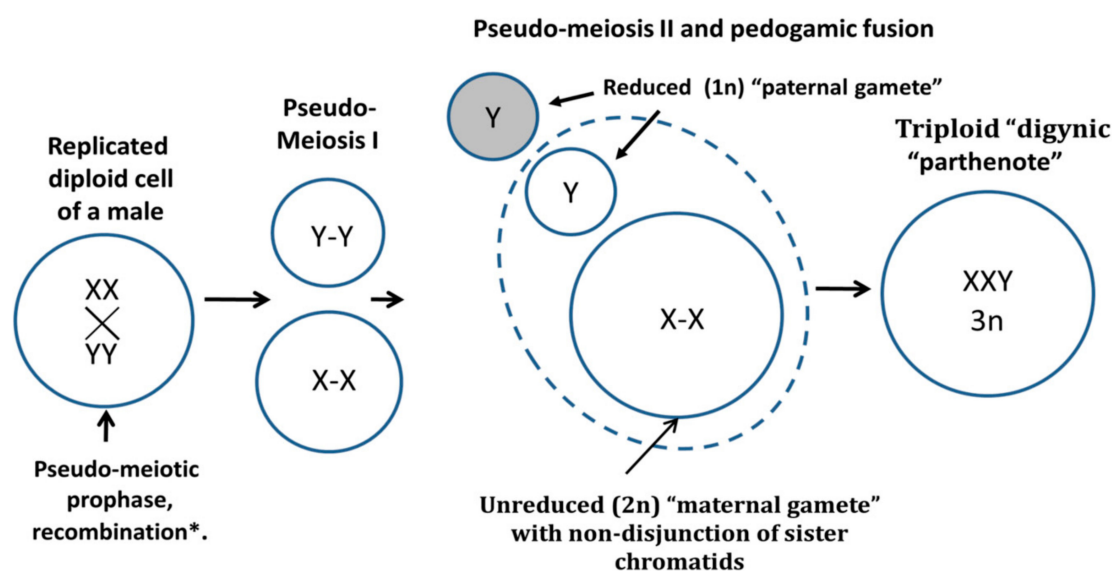 Pseudo-meiosis II and pedogamic fusion
Reduced (1n) “paternal gamete”
Pseudo-
Meiosis I
Replicated
diploid cell
of a male
Triploid “digynic
“parthenote”
Y
Y
Y-Y
XX
YY
X-X
X-X
XXY
3n
Pseudo-meiotic
prophase,
recombination*.
Unreduced (2n) “maternal gamete”
with non-disjunction of sister
chromatids